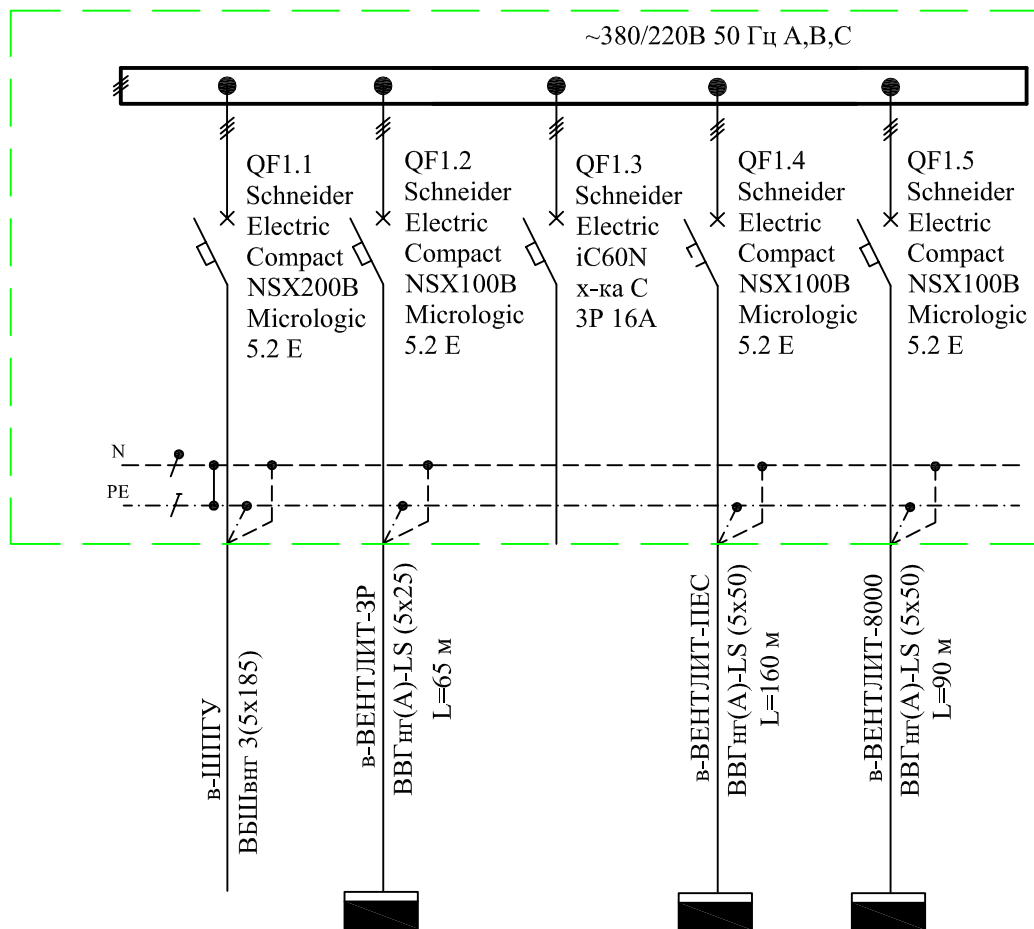 ~380/220В 50 Гц А,В,С
QF1.1
Schneider
Electric
Compact
NSX200B
Micrologic
5.2 E
QF1.2
Schneider
Electric
Compact
NSX100B
Micrologic
5.2 E
QF1.3
Schneider
Electric
iC60N
х-ка С
3Р 16А
QF1.4
Schneider
Electric
Compact
NSX100B
Micrologic
5.2 E
QF1.5
Schneider
Electric
Compact
NSX100B
Micrologic
5.2 E
N
PE
в-ШПГУ
ВБШвнг 3(5х185)
в-ВЕНТЛИТ-ЗР
ВВГнг(А)-LS (5х25)
L=65 м
в-ВЕНТЛИТ-ПЕС
ВВГнг(А)-LS (5х50)
L=160 м
в-ВЕНТЛИТ-8000
ВВГнг(А)-LS (5х50)
L=90 м